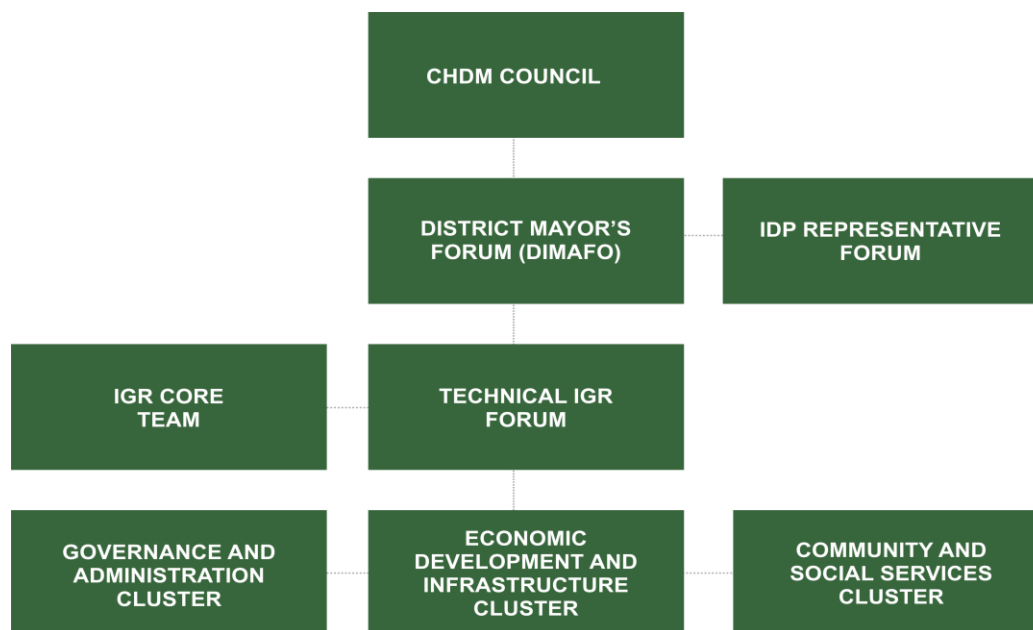 CHDM COUNCIL
DISTRICT MAYOR’S
FORUM (DIMAFO)
IDP REPRESENTATIVE
FORUM
IGR CORE
TEAM
TECHNICAL IGR
FORUM
GOVERNANCE AND
ADMINISTRATION
CLUSTER
ECONOMIC
DEVELOPMENT AND
INFRASTRUCTURE
CLUSTER
COMMUNITY AND
SOCIAL SERVICES
CLUSTER